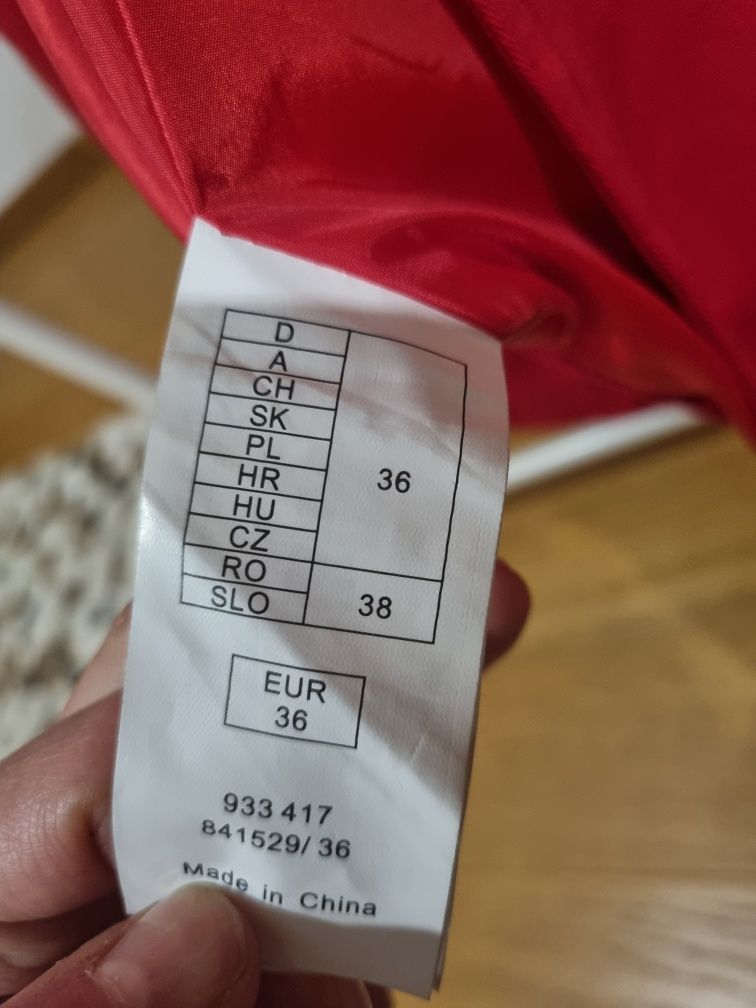 D
A
CH
SK
PL
HR
HU
CZ
36
RO
SLO
38
EUR
36
933 417
841529/ 36
Made in China